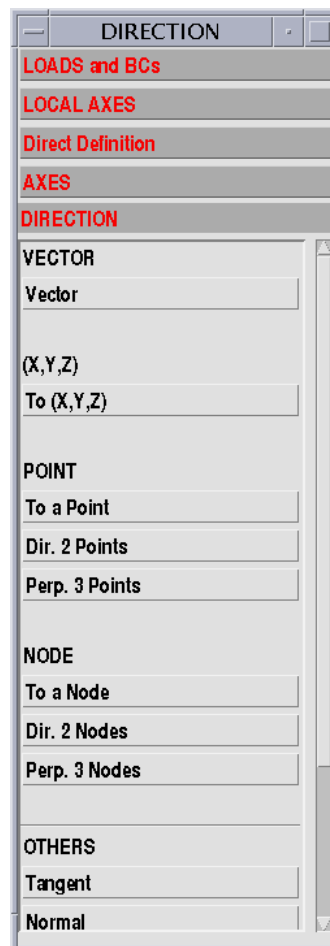 DIRECTION
LOADS and BCs
LOCAL AXES
Direct Definition
AXES
DIRECTION
VECTOR
Vector
(X,Y,Z)
To (X,Y,Z)
POINT
To a Point
Dir. 2 Points
Perp. 3 Points
NODE
To a Node
Dir. 2 Nodes
Perp. 3 Nodes
OTHERS
Tangent
Normal